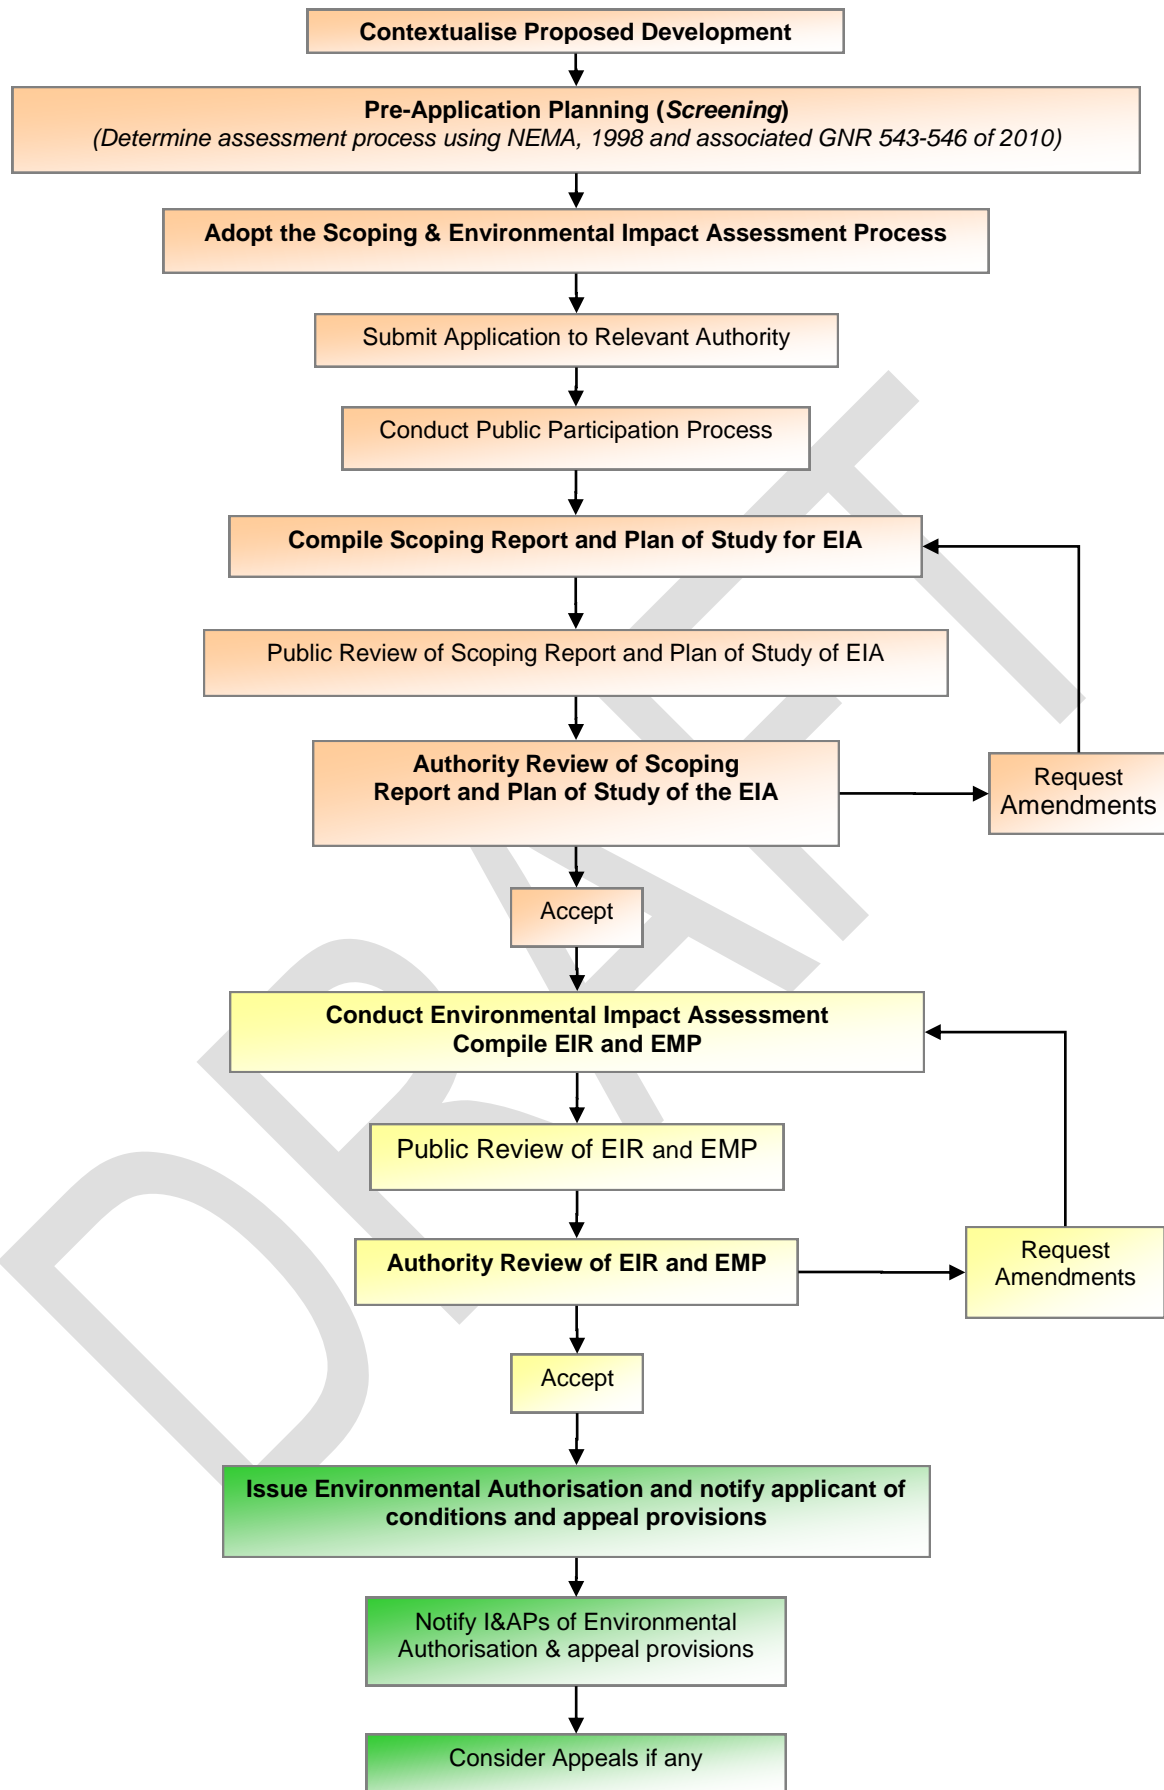 Contextualise Proposed Development
Pre-Application Planning (Screening)
(Determine assessment process using NEMA, 1998 and associated GNR 543-546 of 2010)
Adopt the Scoping & Environmental Impact Assessment Process
Submit Application to Relevant Authority
Conduct Public Participation Process
Compile Scoping Report and Plan of Study for EIA
Public Review of Scoping Report and Plan of Study of EIA
Authority Review of Scoping
Report and Plan of Study of the EIA
Request
Amendments
Accept
Conduct Environmental Impact Assessment
Compile EIR and EMP
Public Review of EIR and EMP
Authority Review of EIR and EMP
Request
Amendments
Accept
Issue Environmental Authorisation and notify applicant of
conditions and appeal provisions
Notify I&APs of Environmental
Authorisation & appeal provisions
Consider Appeals if any
DRAFT